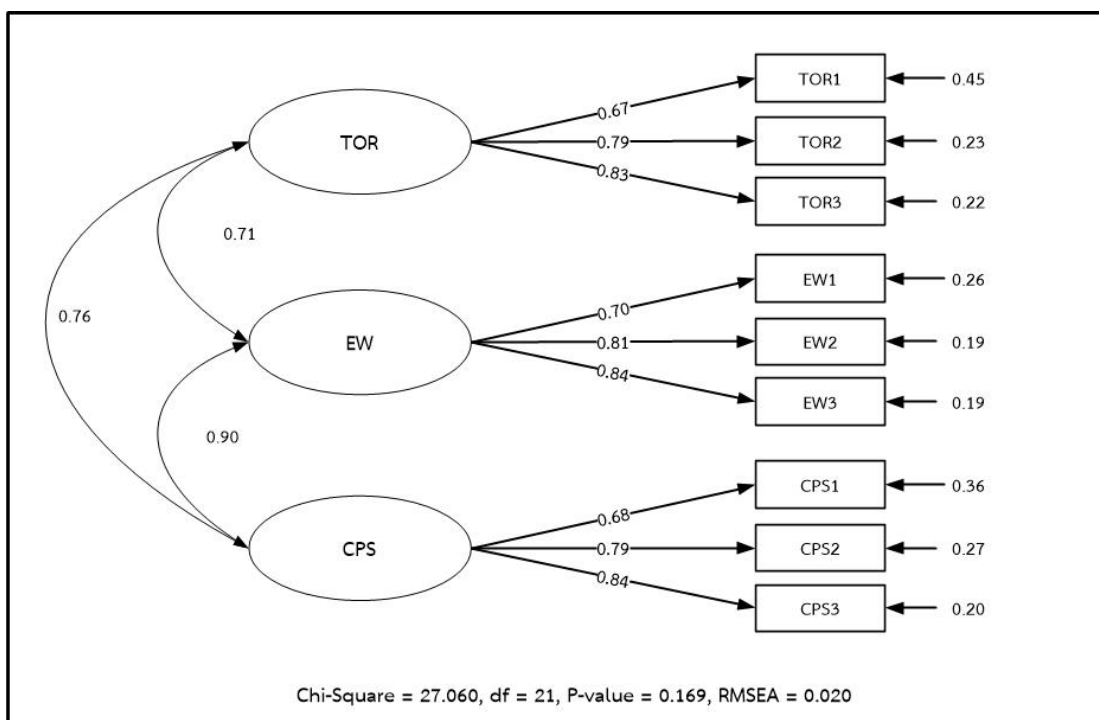 TOR1
0.45
0.67
TOR
0.79
TOR2
0.23
0.83
TOR3
0.22
0.71
EW1
0.26
0.70
0.76
EW
0.81
EW2
0.19
0.84
EW3
0.19
0.90
CPS1
0.36
0.68
CPS
0.79
CPS2
0.27
0.84
CPS3
0.20
Chi-Square = 27.060, df = 21, P-value = 0.169, RMSEA = 0.020